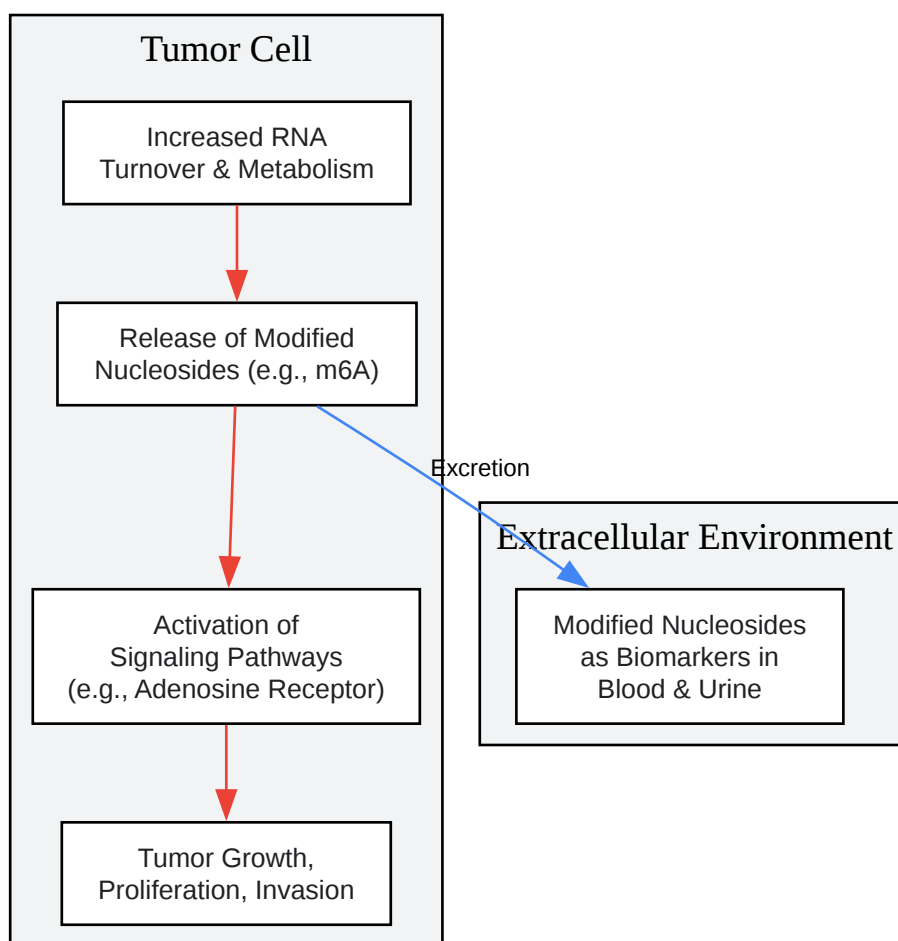 Tumor Cell
Increased RNA
Turnover & Metabolism
Release of Modified
Nucleosides (e.g., m6A)
Excretion
Extracellular Environment
Modified Nucleosides
as Biomarkers in
Blood & Urine
Activation of
Signaling Pathways
(e.g., Adenosine Receptor)
Tumor Growth,
Proliferation, Invasion